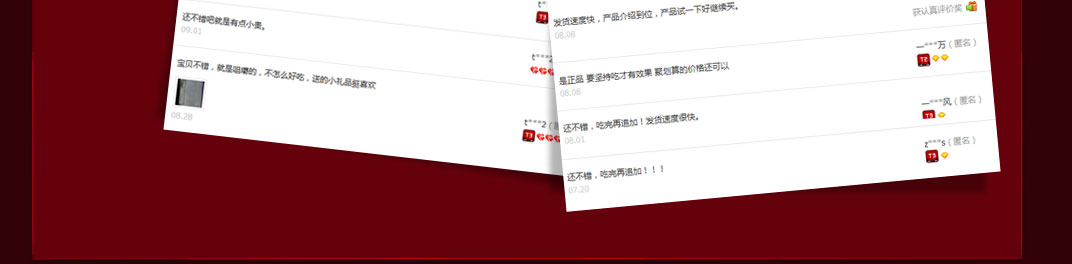 t***
T3
还不错吧就是有点小贵。
09.01
t***2
宝贝不错，就是咀嚼的，不怎么好吃，送的小礼品挺喜欢
08.28
t***2（
T3
发货速度快，产品介绍到位，产品试一下好继续买。
08.08
获认真评价奖
一***万（匿名）
T2
是正品 要坚持吃才有效果 聚划算的价格还可以
08.08
一***风（匿名）
T5
还不错，吃完再追加！发货速度很快。
08.01
z***s（匿名）
T3
还不错，吃完再追加！！！
07.20